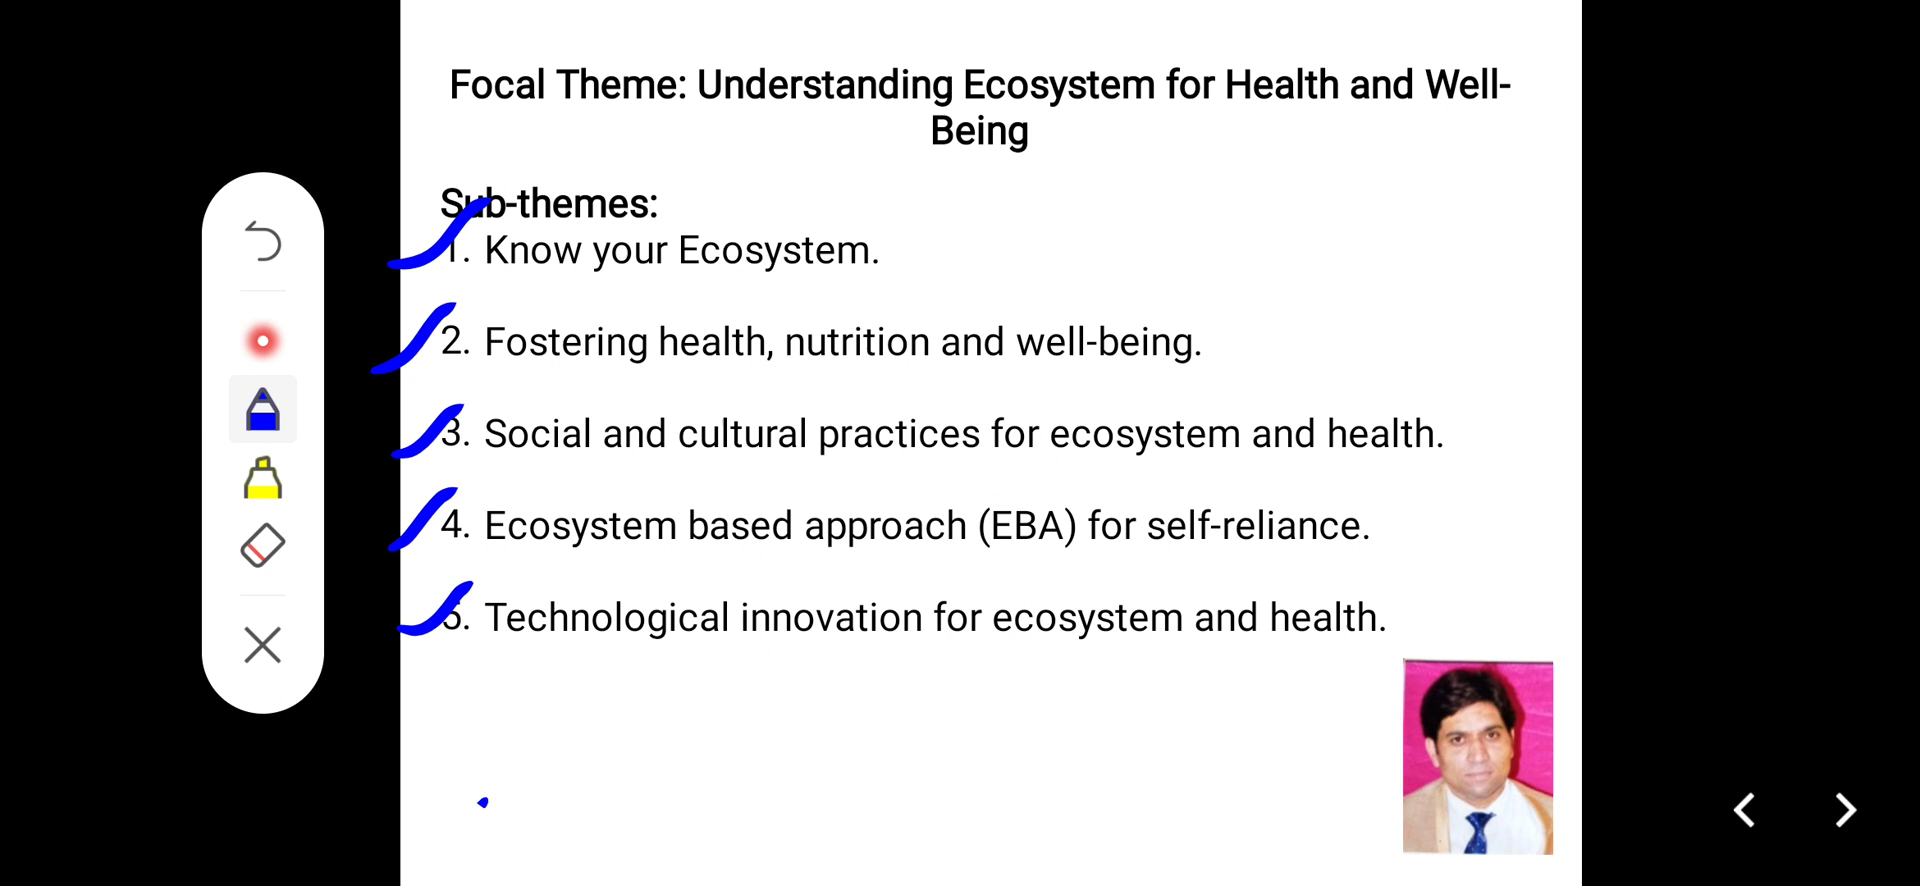 Focal Theme: Understanding Ecosystem for Health and Well-
Being
Sub-themes:
1. Know your Ecosystem.
2. Fostering health, nutrition and well-being.
3. Social and cultural practices for ecosystem and health.
4. Ecosystem based approach (EBA) for self-reliance.
5. Technological innovation for ecosystem and health.